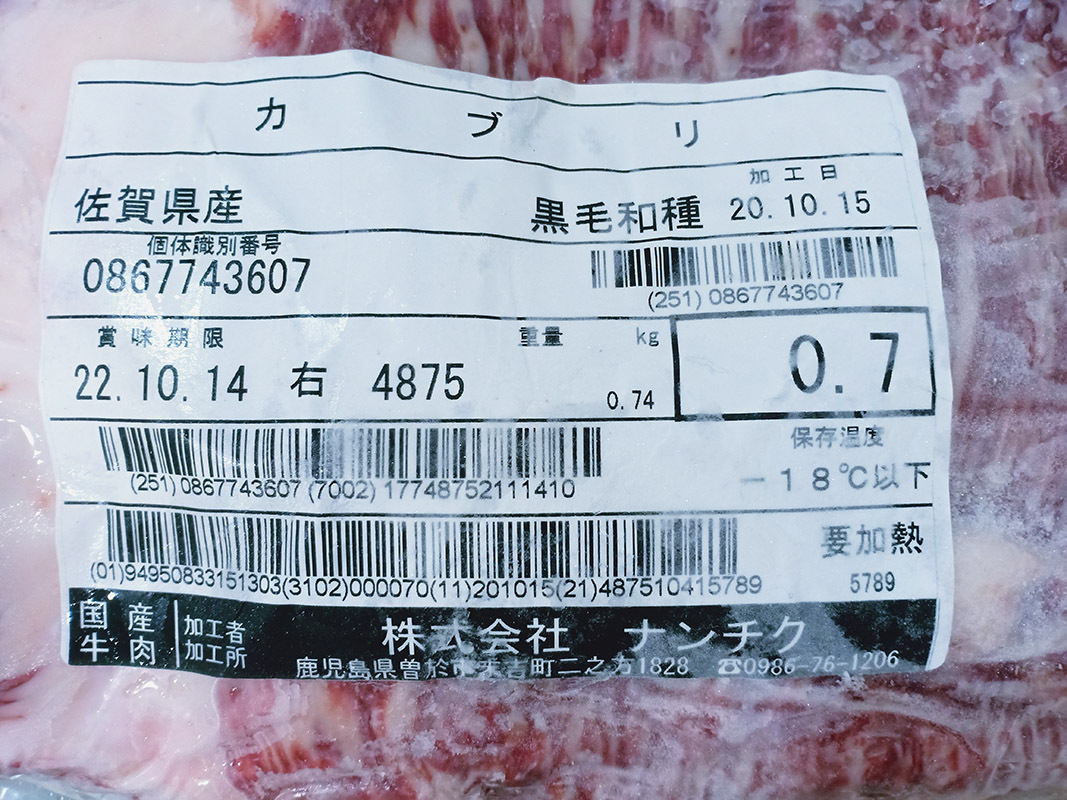 カブリ
佐賀県産 黒毛和種 加工日 20.10.15
個体識別番号
0867743607
(251) 0867743607
賞味期限 重量 kg
22.10.14 右 4875 0.74 0.7
保存温度
(251) 0867743607 (7002) 17748752111410 －18℃以下
要加熱
(01)94950833151303(3102)000070(11)201015(21)487510415789 5789
国産牛肉 加工者 加工所 株式会社 ナンチク
鹿児島県曽於市末吉町二之方1828 ☎0986-76-1206